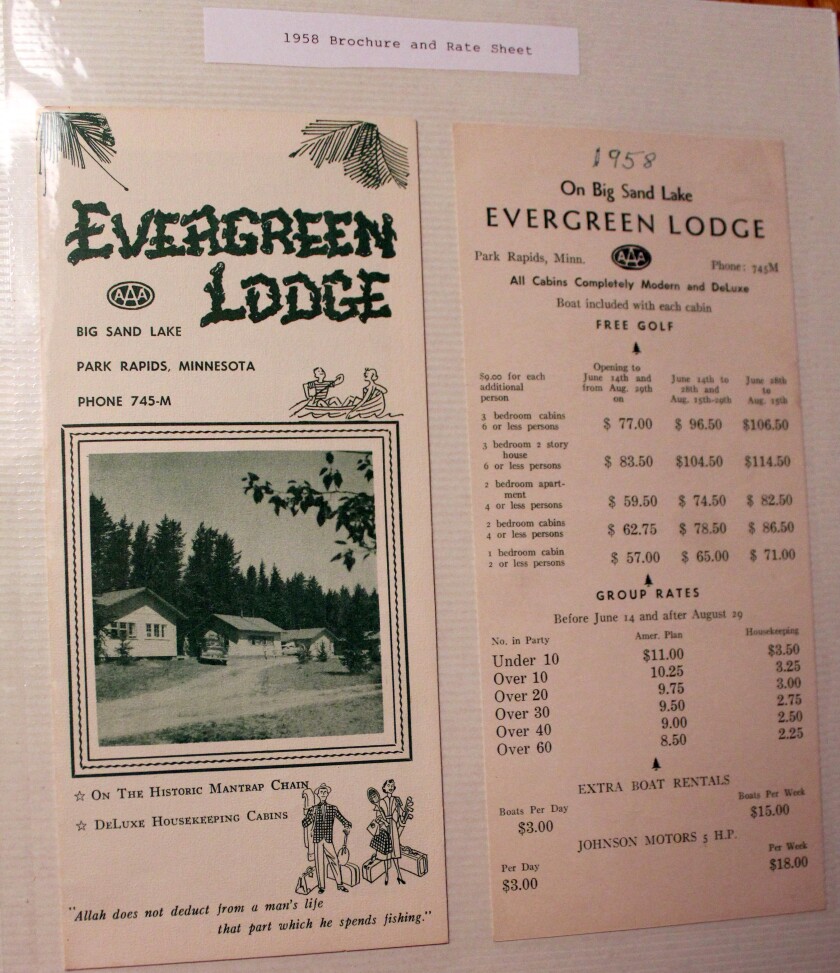 1958 Brochure and Rate Sheet
EVERGREEN
LODGE
AAA
BIG SAND LAKE
PARK RAPIDS, MINNESOTA
PHONE 745-M
☆ On The Historic Mantrap Chain
☆ DeLuxe Housekeeping Cabins
"Allah does not deduct from a man's life
that part which he spends fishing."
1958
On Big Sand Lake
EVERGREEN LODGE
Park Rapids, Minn. AAA Phone: 745M
All Cabins Completely Modern and DeLuxe
Boat included with each cabin
FREE GOLF
$9.00 for each
additional
person
Opening to
June 14th and
from Aug. 29th
on
June 14th to
28th and
Aug. 15th-29th
June 28th
to
Aug. 15th
3 bedroom cabins
6 or less persons $ 77.00 $ 96.50 $106.50
3 bedroom 2 story
house
6 or less persons $ 83.50 $104.50 $114.50
2 bedroom apart-
ment
4 or less persons $ 59.50 $ 74.50 $ 82.50
2 bedroom cabins
4 or less persons $ 62.75 $ 78.50 $ 86.50
1 bedroom cabin
2 or less persons $ 57.00 $ 65.00 $ 71.00
GROUP RATES
Before June 14 and after August 29
No. in Party Amer. Plan Housekeeping
Under 10 $11.00 $3.50
Over 10 10.25 3.25
Over 20 9.75 3.00
Over 30 9.50 2.75
Over 40 9.00 2.50
Over 60 8.50 2.25
EXTRA BOAT RENTALS
Boats Per Day Boats Per Week
$3.00 $15.00
JOHNSON MOTORS 5 H.P.
Per Day Per Week
$3.00 $18.00